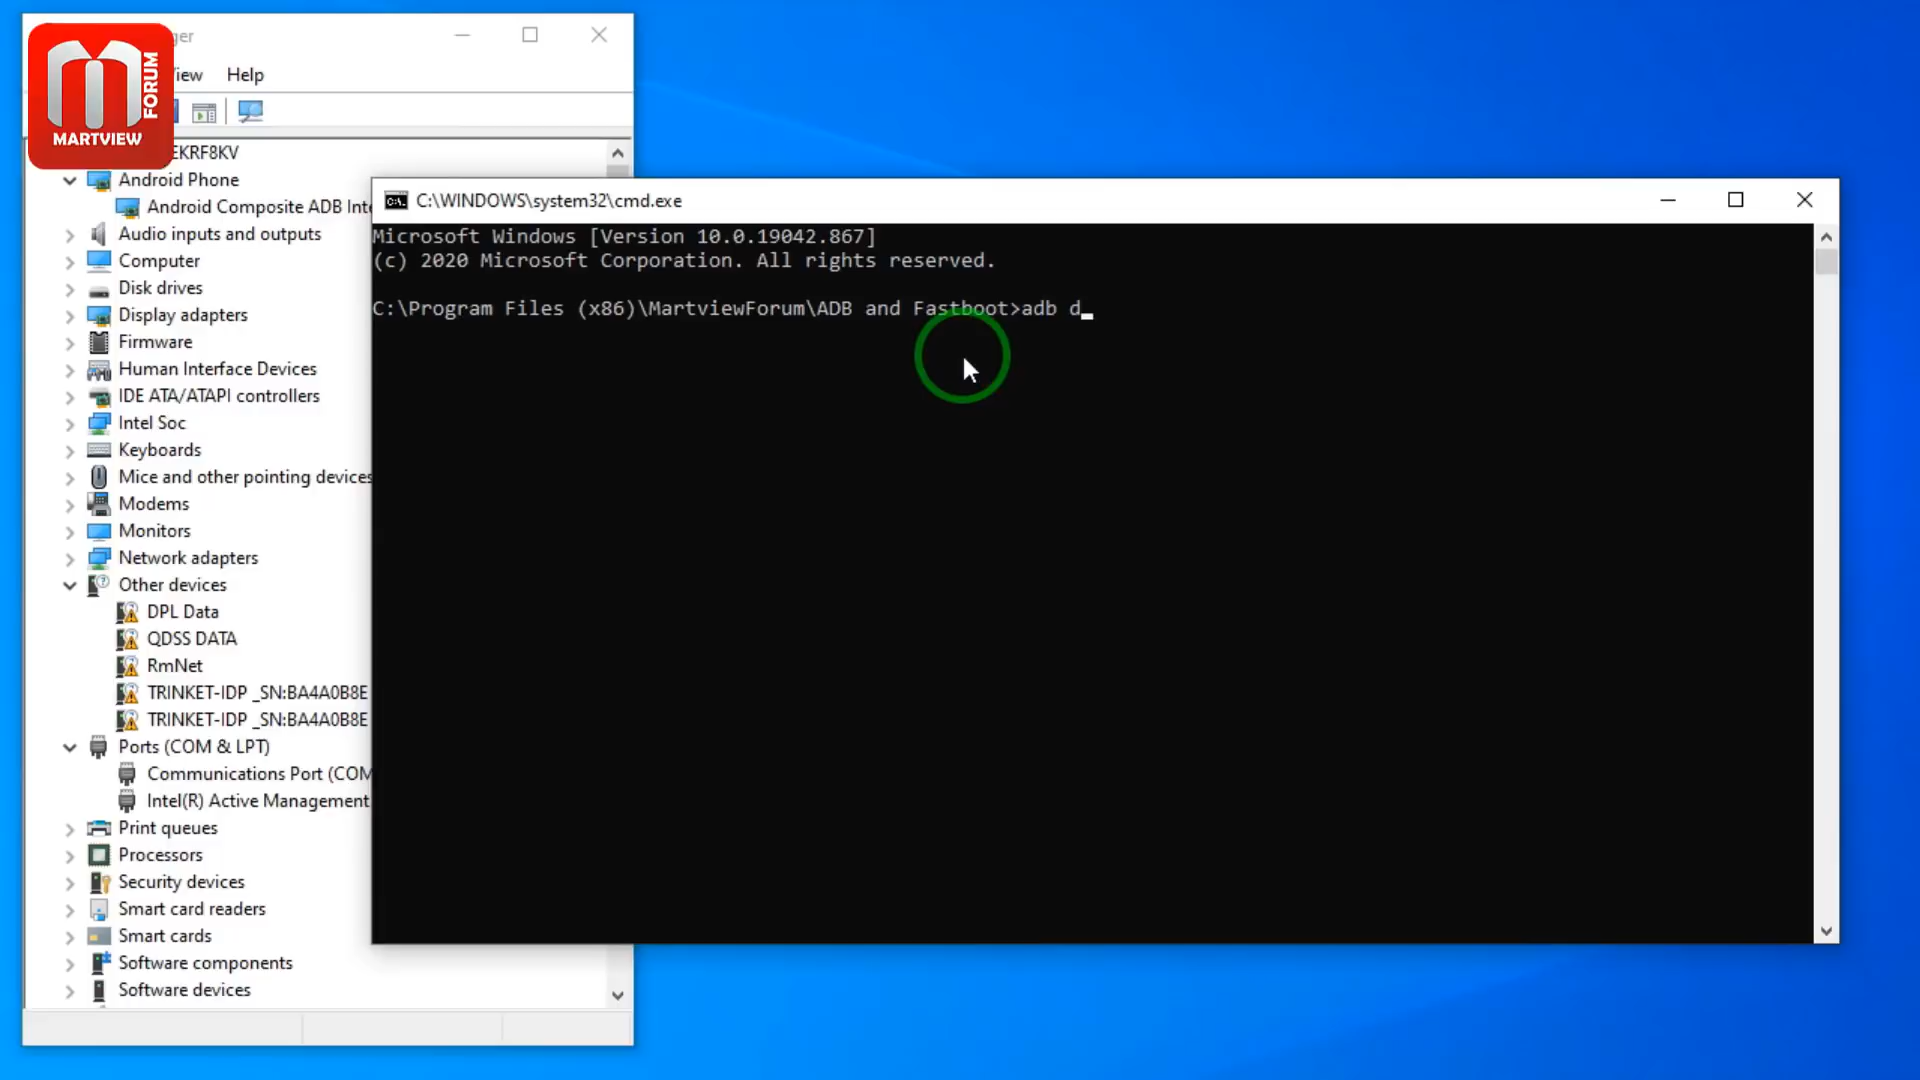 ger
iew Help
M
FORUM
MARTVIEW
EKRF8KV
Android Phone
Android Composite ADB Inte
Audio inputs and outputs
Computer
Disk drives
Display adapters
Firmware
Human Interface Devices
IDE ATA/ATAPI controllers
Intel Soc
Keyboards
Mice and other pointing devices
Modems
Monitors
Network adapters
Other devices
DPL Data
QDSS DATA
RmNet
TRINKET-IDP _SN:BA4A0B8E
TRINKET-IDP _SN:BA4A0B8E
Ports (COM & LPT)
Communications Port (COM
Intel(R) Active Management
Print queues
Processors
Security devices
Smart card readers
Smart cards
Software components
Software devices
C:\WINDOWS\system32\cmd.exe
Microsoft Windows [Version 10.0.19042.867]
(c) 2020 Microsoft Corporation. All rights reserved.
C:\Program Files (x86)\MartviewForum\ADB and Fastboot>adb d_